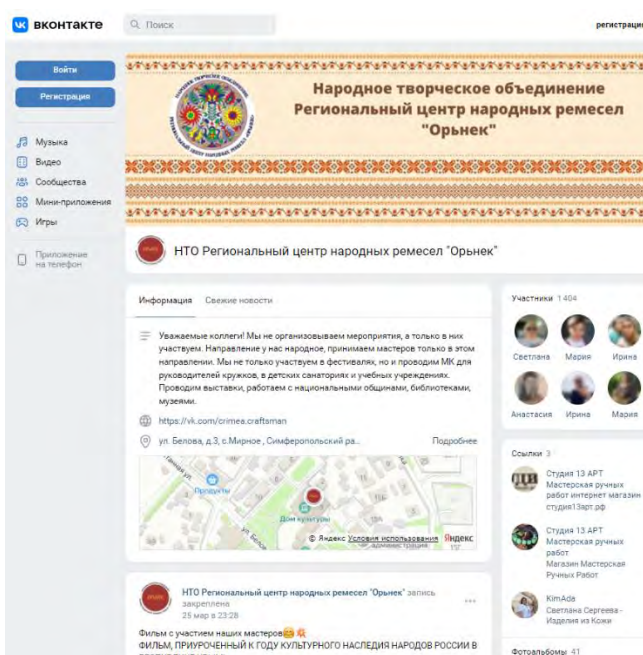 вконтакте
Поиск
регистрация
Войти
Регистрация
Музыка
Видео
Сообщества
Мини-приложения
Игры
Приложение
на телефон
Народное творческое объединение
Региональный центр народных ремесел
"Орьнек"
НТО Региональный центр народных ремесел "Орьнек"
Информация Свежие новости
Уважаемые коллеги! Мы не организовываем мероприятия, а только в них
участвуем. Направление у нас народное, принимаем мастеров только в этом
направлении. Мы не только участвуем в фестивалях, но и проводим МК для
руководителей кружков, в детских санаториях и учебных учреждениях.
Проводим выставки, работаем с национальными общинами, библиотеками,
музеями.
https://vk.com/crimea.craftsman
ул. Белова, д.3, с.Мирное, Симферопольский ра... Подробнее
Продукты
Дом культуры
© Яндекс Условия использования Яндекс
НТО Региональный центр народных ремесел "Орьнек" запись
закреплена
25 мар в 23:28
Фильм с участием наших мастеров
ФИЛЬМ, ПРИУРОЧЕННЫЙ К ГОДУ КУЛЬТУРНОГО НАСЛЕДИЯ НАРОДОВ РОССИИ В
Участники 1 404
Светлана Мария Ирина
Анастасия Ирина Мария
Ссылки 3
Студия 13 АРТ
Мастерская ручных
работ интернет магазин
студия13арт.рф
Студия 13 АРТ
Мастерская ручных
работ
Магазин Мастерская
Ручных Работ
KimAde
Светлана Сергеева -
Изделия из Кожи
Фотоальбомы 41